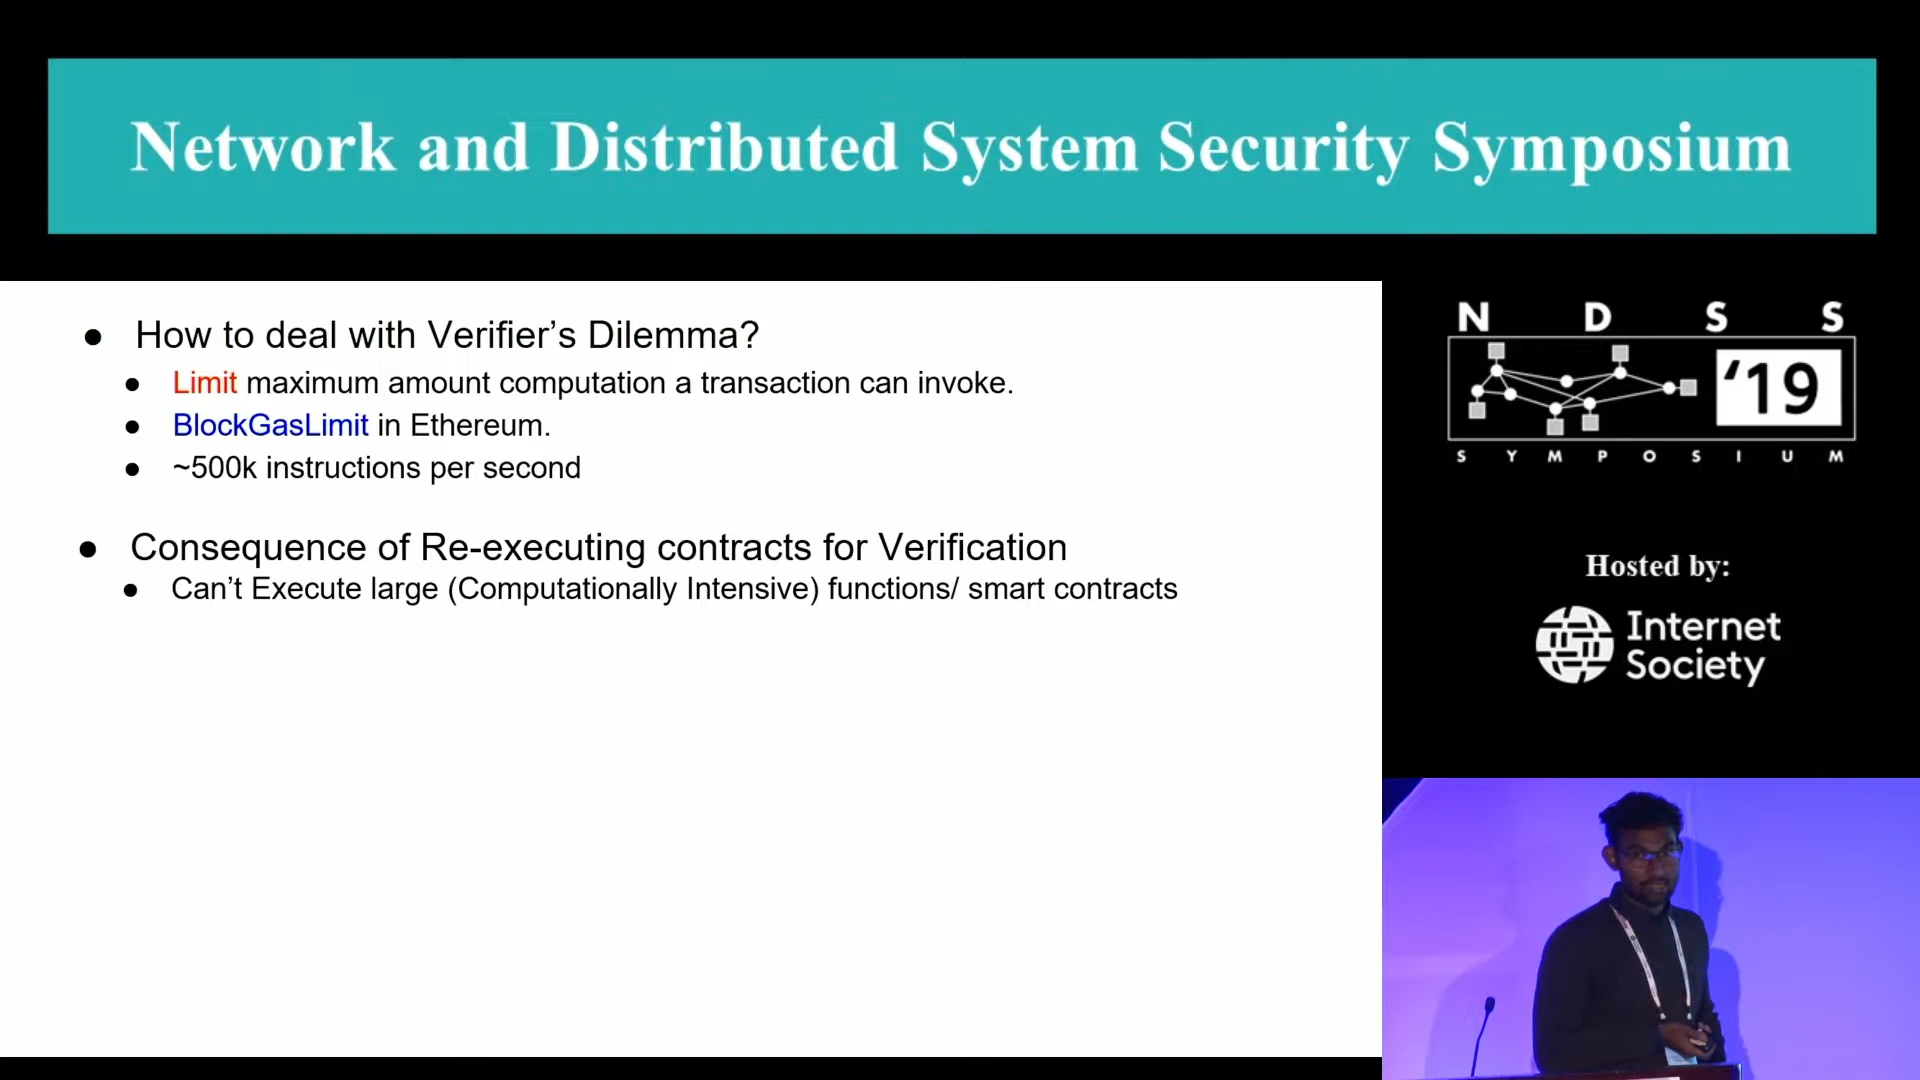 Network and Distributed System Security Symposium
● How to deal with Verifier’s Dilemma?
● Limit maximum amount computation a transaction can invoke.
● BlockGasLimit in Ethereum.
● ~500k instructions per second
● Consequence of Re-executing contracts for Verification
● Can’t Execute large (Computationally Intensive) functions/ smart contracts
N D S S
‘19
S Y M P O S I U M
Hosted by:
Internet
Society